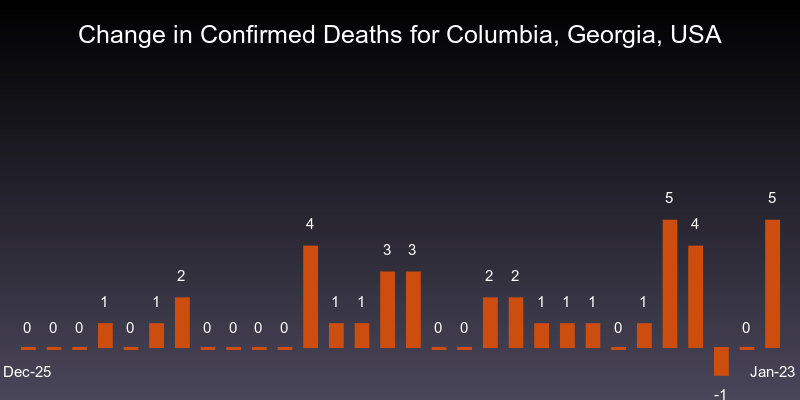 Change in Confirmed Deaths for Columbia, Georgia, USA
0 0 0 1 0 1 2 0 0 0 0 4 1 1 3 3 0 0 2 2 1 1 1 0 1 5 4 -1 0 5
Dec-25 Jan-23